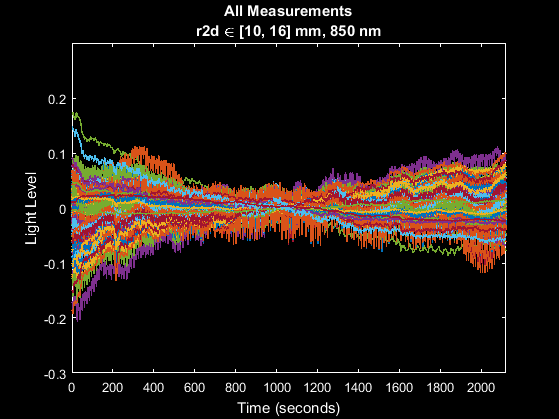 All Measurements
r2d ∈ [10, 16] mm, 850 nm
0.2
0.1
0
-0.1
-0.2
-0.3
Light Level
0 200 400 600 800 1000 1200 1400 1600 1800 2000
Time (seconds)